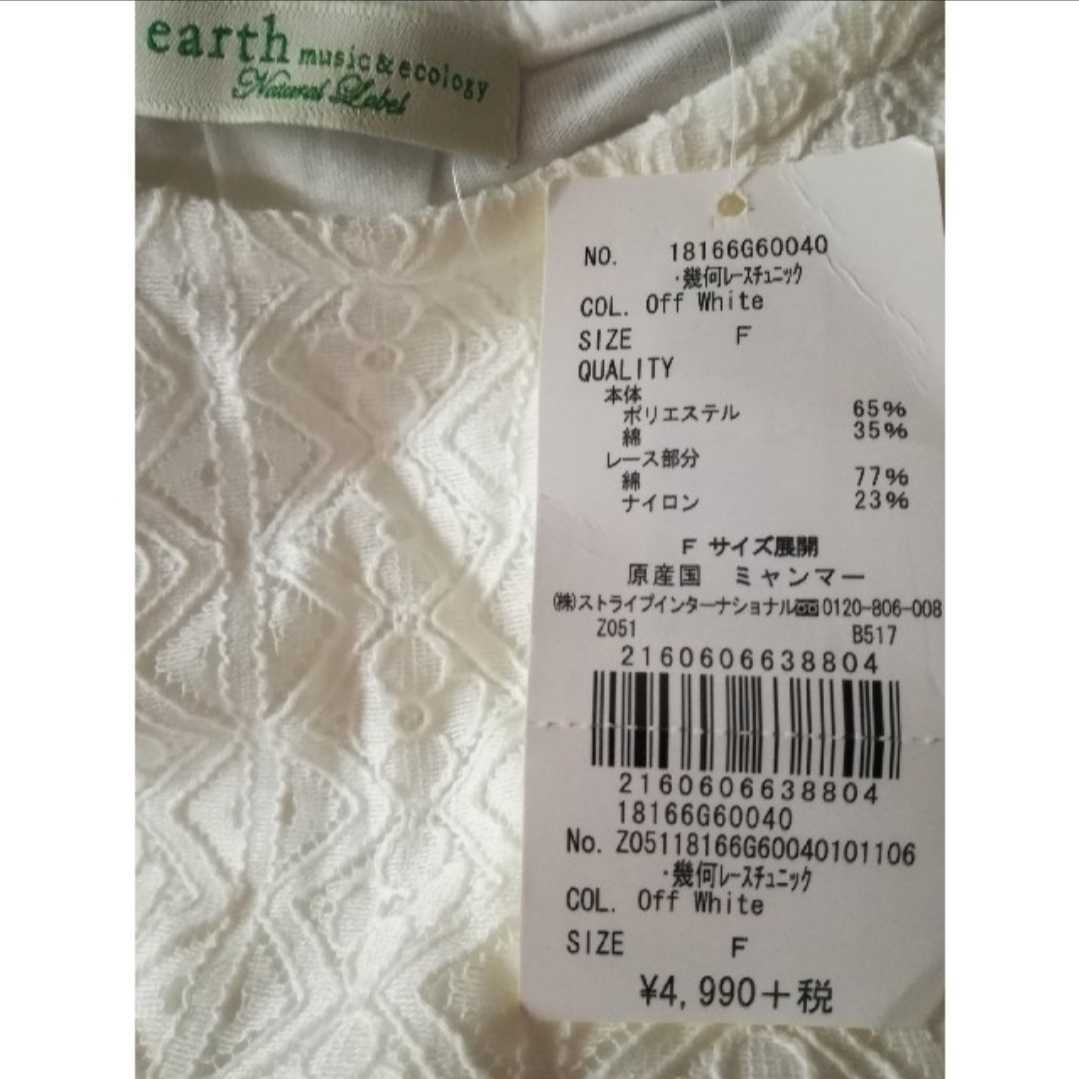 earth music&ecology
Natural Label
NO. 18166G60040
・幾何レースチュニック
COL. Off White
SIZE F
QUALITY
本体
ポリエステル 65%
綿 35%
レース部分
綿 77%
ナイロン 23%
F サイズ展開
原産国 ミャンマー
(株)ストライプインターナショナル 0120-806-008
Z051 B517
2160606638804
2160606638804
18166G60040
No. Z05118166G60040101106
・幾何レースチュニック
COL. Off White
SIZE F
¥4,990+税